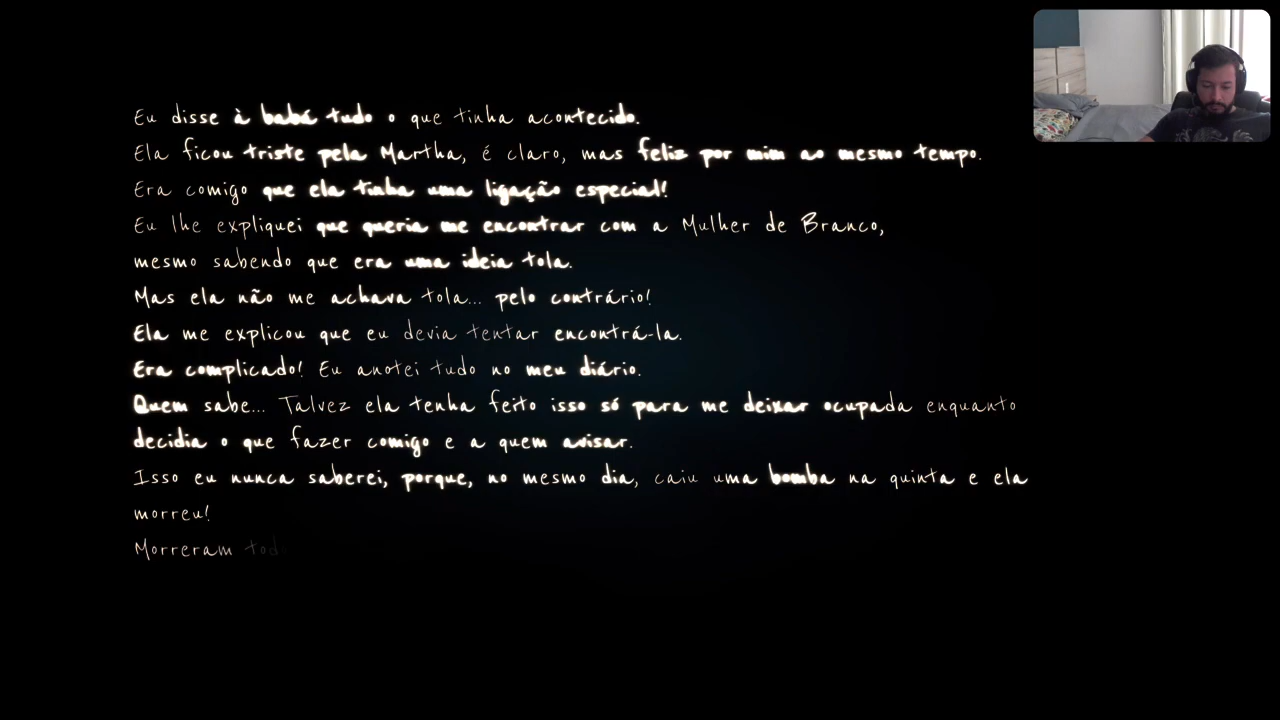 Eu disse à babá tudo o que tinha acontecido.
Ela ficou triste pela Martha, é claro, mas feliz por mim ao mesmo tempo.
Era comigo que ela tinha uma ligação especial!
Eu lhe expliquei que queria me encontrar com a Mulher de Branco,
mesmo sabendo que era uma ideia tola.
Mas ela não me achava tola... pelo contrário!
Ela me explicou que eu devia tentar encontrá-la.
Era complicado! Eu anotei tudo no meu diário.
Quem sabe... Talvez ela tenha feito isso só para me deixar ocupada enquanto
decidia o que fazer comigo e a quem avisar.
Isso eu nunca saberei, porque, no mesmo dia, caiu uma bomba na quinta e ela
morreu!
Morreram